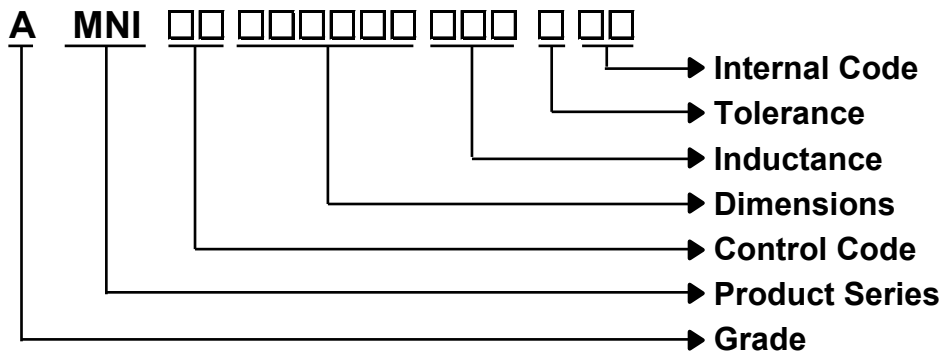 A MNI □□ □□□□□□ □□□ □ □□
Internal Code
Tolerance
Inductance
Dimensions
Control Code
Product Series
Grade